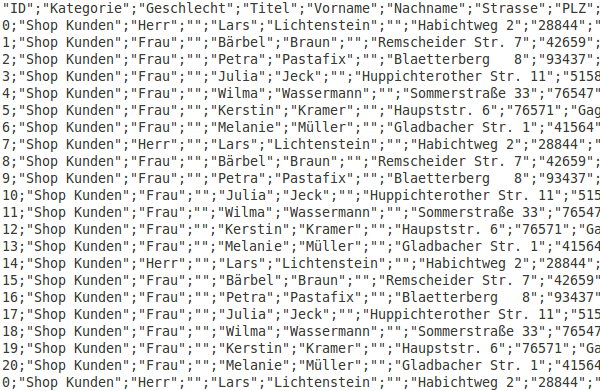 "ID";"Kategorie";"Geschlecht";"Titel";"Vorname";"Nachname";"Strasse";"PLZ";
0;"Shop Kunden";"Herr";"";"Lars";"Lichtenstein";"";"Habichtweg 2";"28844";"
1;"Shop Kunden";"Frau";"";"Bärbel";"Braun";"";"Remscheider Str. 7";"42659";
2;"Shop Kunden";"Frau";"";"Petra";"Pastafix";"";"Blaetterberg   8";"93437";
3;"Shop Kunden";"Frau";"";"Julia";"Jeck";"";"Huppichterother Str. 11";"5158
4;"Shop Kunden";"Frau";"";"Wilma";"Wassermann";"";"Sommerstraße 33";"76547"
5;"Shop Kunden";"Frau";"";"Kerstin";"Kramer";"";"Haupststr. 6";"76571";"Gag
6;"Shop Kunden";"Frau";"";"Melanie";"Müller";"";"Gladbacher Str. 1";"41564"
7;"Shop Kunden";"Herr";"";"Lars";"Lichtenstein";"";"Habichtweg 2";"28844";"
8;"Shop Kunden";"Frau";"";"Bärbel";"Braun";"";"Remscheider Str. 7";"42659";
9;"Shop Kunden";"Frau";"";"Petra";"Pastafix";"";"Blaetterberg   8";"93437";
10;"Shop Kunden";"Frau";"";"Julia";"Jeck";"";"Huppichterother Str. 11";"515
11;"Shop Kunden";"Frau";"";"Wilma";"Wassermann";"";"Sommerstraße 33";"76547
12;"Shop Kunden";"Frau";"";"Kerstin";"Kramer";"";"Haupststr. 6";"76571";"Ga
13;"Shop Kunden";"Frau";"";"Melanie";"Müller";"";"Gladbacher Str. 1";"41564
14;"Shop Kunden";"Herr";"";"Lars";"Lichtenstein";"";"Habichtweg 2";"28844";
15;"Shop Kunden";"Frau";"";"Bärbel";"Braun";"";"Remscheider Str. 7";"42659"
16;"Shop Kunden";"Frau";"";"Petra";"Pastafix";"";"Blaetterberg   8";"93437"
17;"Shop Kunden";"Frau";"";"Julia";"Jeck";"";"Huppichterother Str. 11";"515
18;"Shop Kunden";"Frau";"";"Wilma";"Wassermann";"";"Sommerstraße 33";"76547
19;"Shop Kunden";"Frau";"";"Kerstin";"Kramer";"";"Haupststr. 6";"76571";"Ga
20;"Shop Kunden";"Frau";"";"Melanie";"Müller";"";"Gladbacher Str. 1";"41564
0;"Shop Kunden";"Herr";"";"Lars";"Lichtenstein";"";"Habichtweg 2";"28844";"